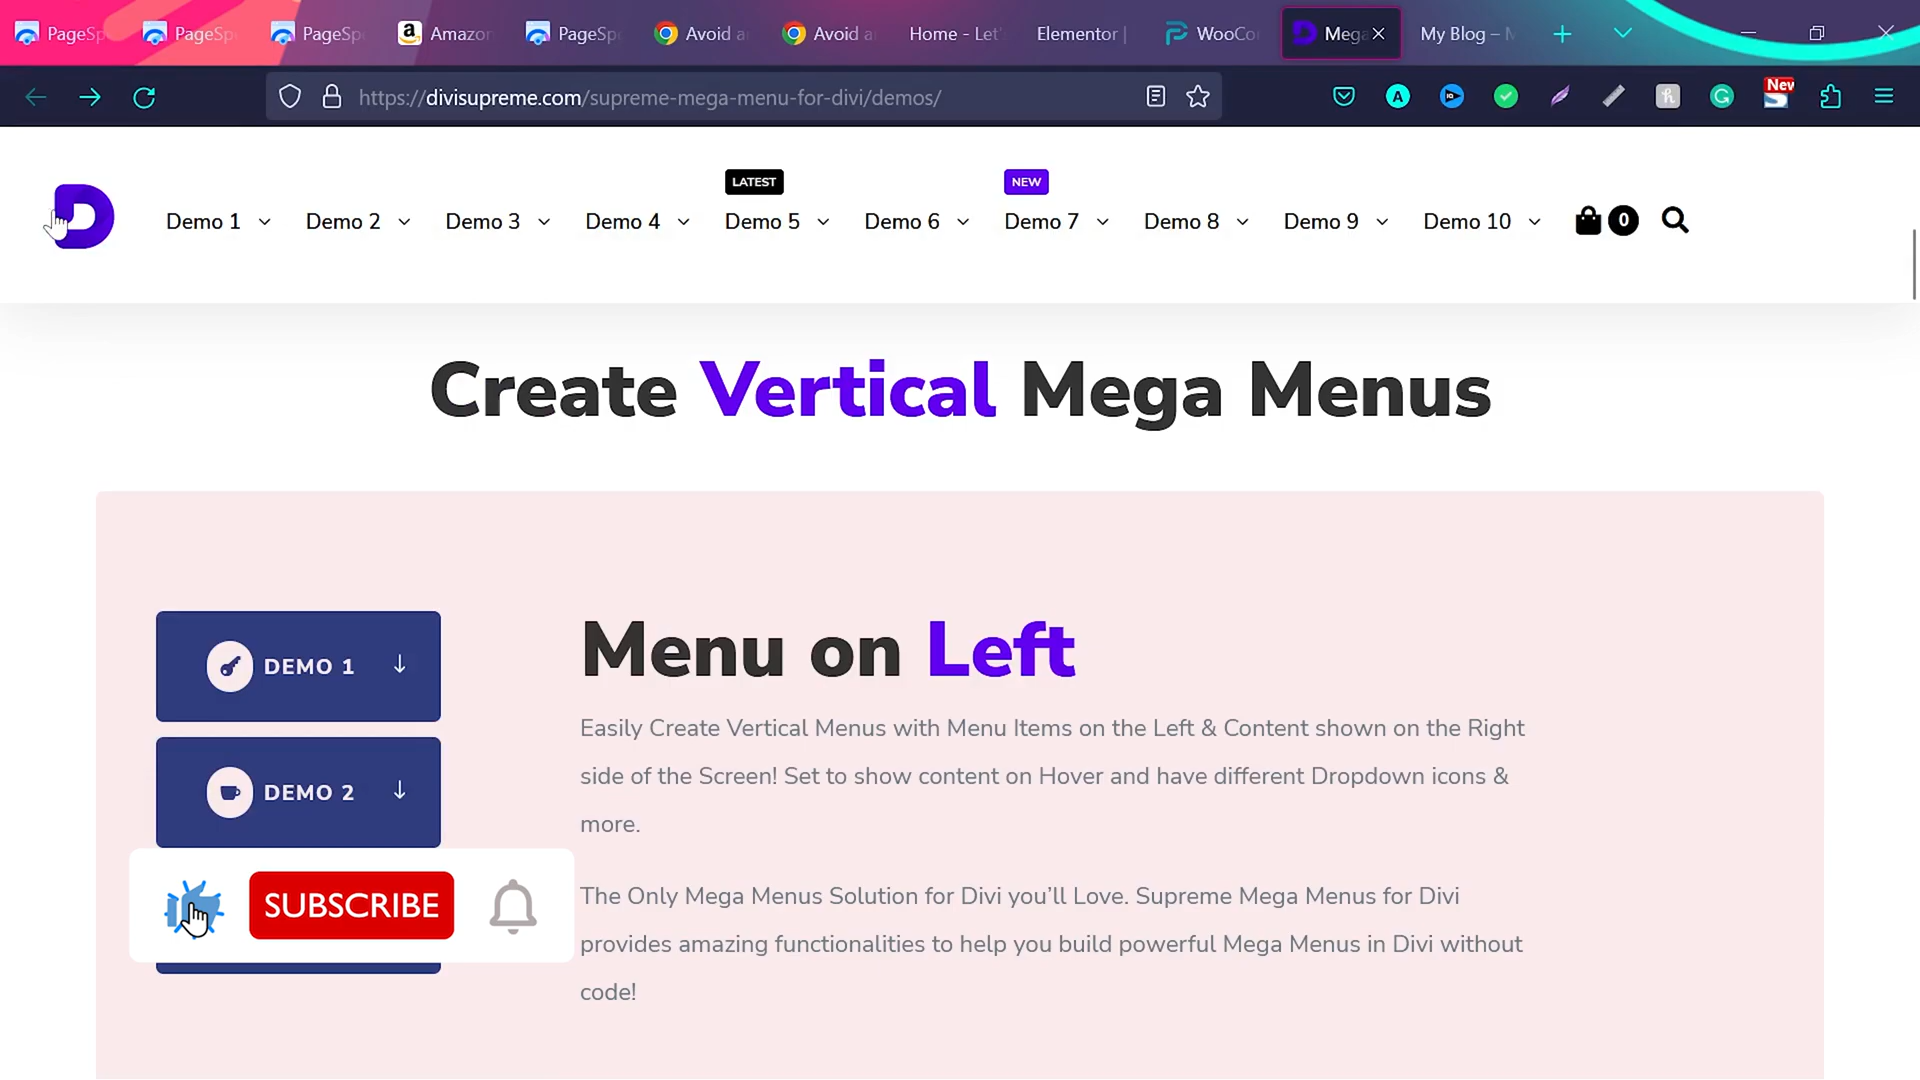 PageSp
PageSp
PageSp
Amazon
PageSpe
Avoid a
Avoid a
Home - Let'
Elementor |
WooCo
Mega
My Blog – M
https://divisupreme.com/supreme-mega-menu-for-divi/demos/
New
LATEST
NEW
Demo 1
Demo 2
Demo 3
Demo 4
Demo 5
Demo 6
Demo 7
Demo 8
Demo 9
Demo 10
0
Create Vertical Mega Menus
DEMO 1
DEMO 2
Menu on Left
Easily Create Vertical Menus with Menu Items on the Left & Content shown on the Right
side of the Screen! Set to show content on Hover and have different Dropdown icons &
more.
SUBSCRIBE
The Only Mega Menus Solution for Divi you'll Love. Supreme Mega Menus for Divi
provides amazing functionalities to help you build powerful Mega Menus in Divi without
code!